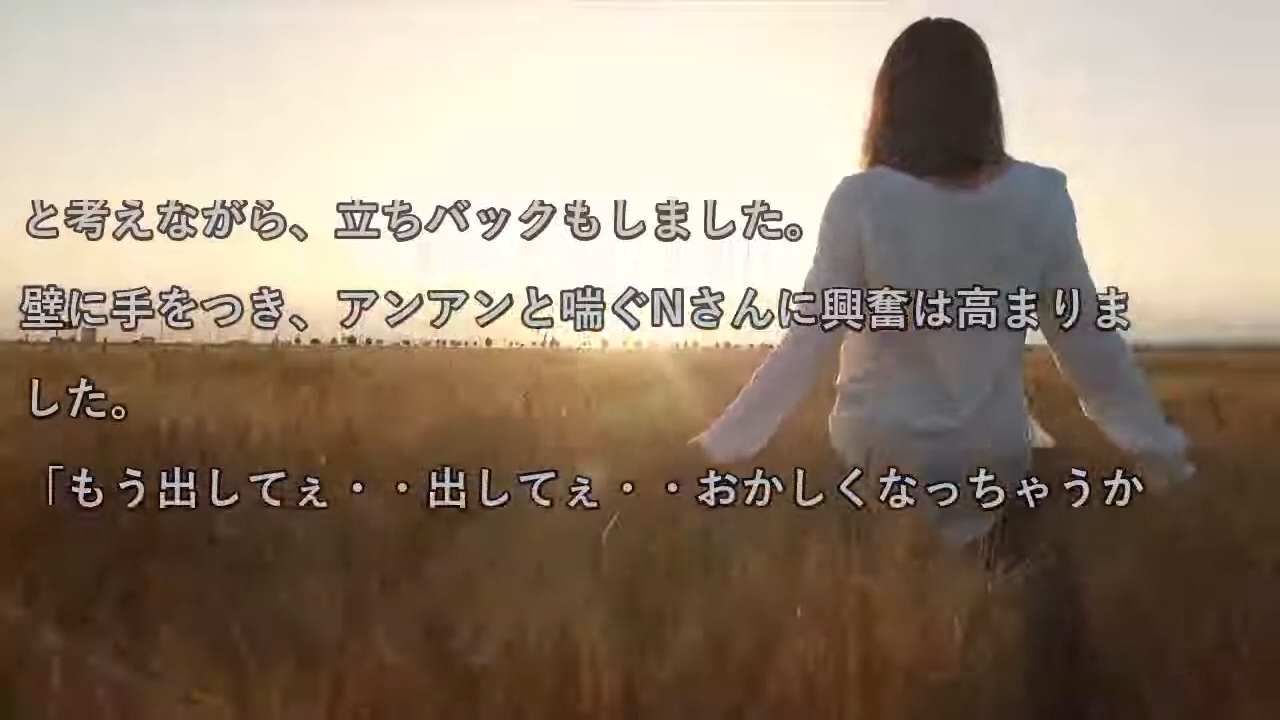 と考えながら、立ちバックもしました。
壁に手をつき、アンアンと喘ぐNさんに興奮は高まりま
した。
「もう出してぇ・・出してぇ・・おかしくなっちゃうか